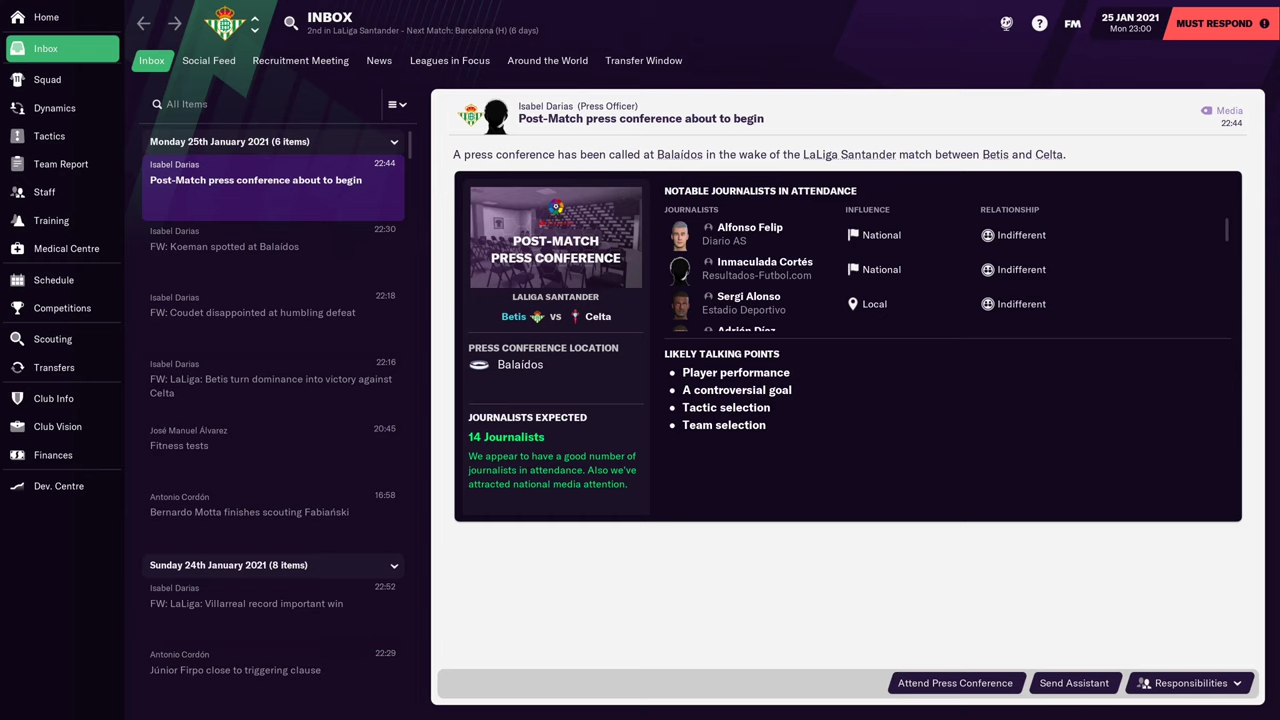 Home
Inbox
Squad
Dynamics
Tactics
Team Report
Staff
Training
Medical Centre
Schedule
Competitions
Scouting
Transfers
Club Info
Club Vision
Finances
Dev. Centre
INBOX
2nd in LaLiga Santander - Next Match: Barcelona (H) (6 days)
?
FM
25 JAN 2021
Mon 23:00
MUST RESPOND
Inbox
Social Feed
Recruitment Meeting
News
Leagues in Focus
Around the World
Transfer Window
All Items
Monday 25th January 2021 (6 items)
Isabel Darias 22:44
Post-Match press conference about to begin
Isabel Darias 22:30
FW: Koeman spotted at Balaídos
Isabel Darias 22:18
FW: Coudet disappointed at humbling defeat
Isabel Darias 22:16
FW: LaLiga: Betis turn dominance into victory against
Celta
José Manuel Álvarez 20:45
Fitness tests
Antonio Cordón 16:58
Bernardo Motta finishes scouting Fabiański
Sunday 24th January 2021 (8 items)
Isabel Darias 22:52
FW: LaLiga: Villarreal record important win
Antonio Cordón 22:29
Júnior Firpo close to triggering clause
Isabel Darias (Press Officer)
Post-Match press conference about to begin
Media
22:44
A press conference has been called at Balaídos in the wake of the LaLiga Santander match between Betis and Celta.
POST-MATCH
PRESS CONFERENCE
LALIGA SANTANDER
Betis VS Celta
PRESS CONFERENCE LOCATION
Balaídos
JOURNALISTS EXPECTED
14 Journalists
We appear to have a good number of
journalists in attendance. Also we've
attracted national media attention.
NOTABLE JOURNALISTS IN ATTENDANCE
JOURNALISTS INFLUENCE RELATIONSHIP
Alfonso Felip
Diario AS
National
Indifferent
Inmaculada Cortés
Resultados-Futbol.com
National
Indifferent
Sergi Alonso
Estadio Deportivo
Local
Indifferent
Adrián Díaz
LIKELY TALKING POINTS
Player performance
A controversial goal
Tactic selection
Team selection
Attend Press Conference
Send Assistant
Responsibilities